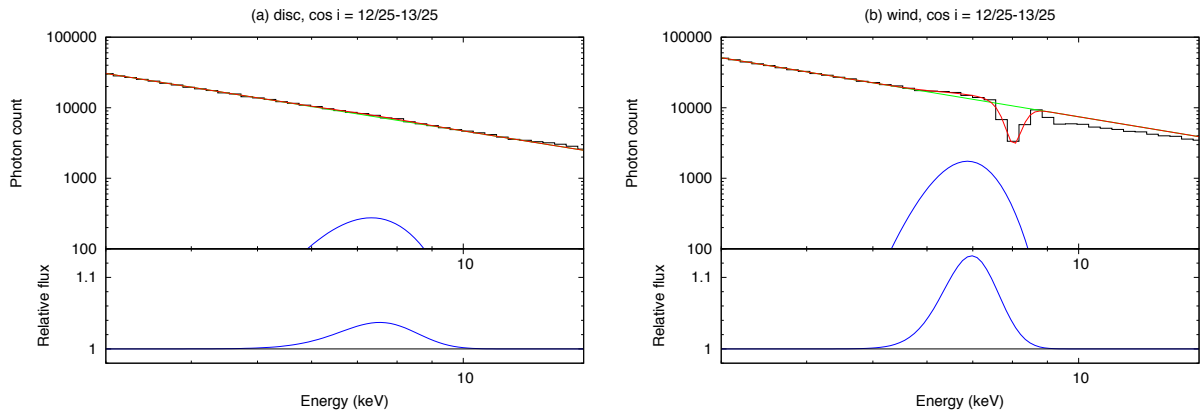 (a) disc, cos i = 12/25-13/25
100000
10000
1000
100
Photon count
10
1.1
1
Relative flux
10
Energy (keV)
(b) wind, cos i = 12/25-13/25
100000
10000
1000
100
Photon count
10
1.1
1
Relative flux
10
Energy (keV)